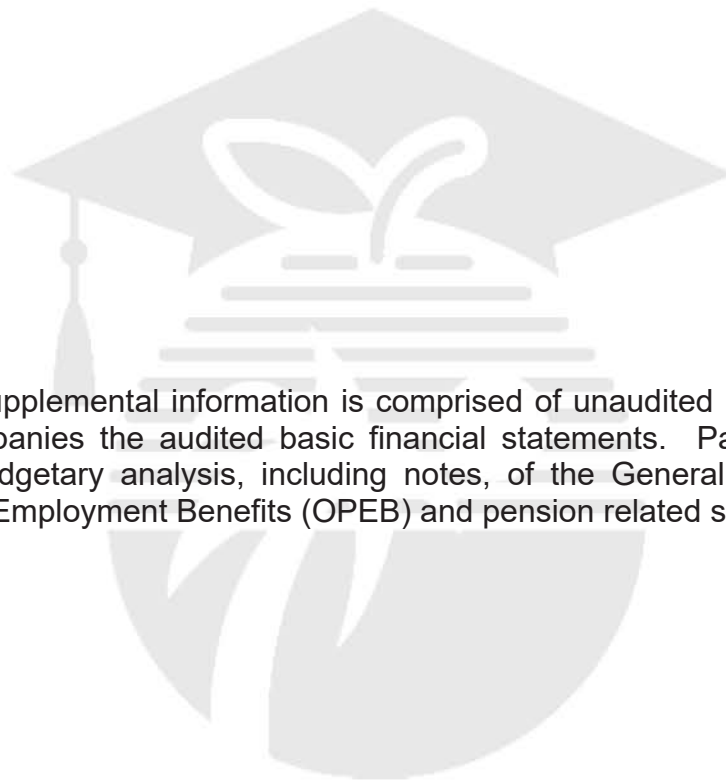 upplemental information is comprised of unaudited
panies the audited basic financial statements. Pa
dgetary analysis, including notes, of the General
Employment Benefits (OPEB) and pension related s